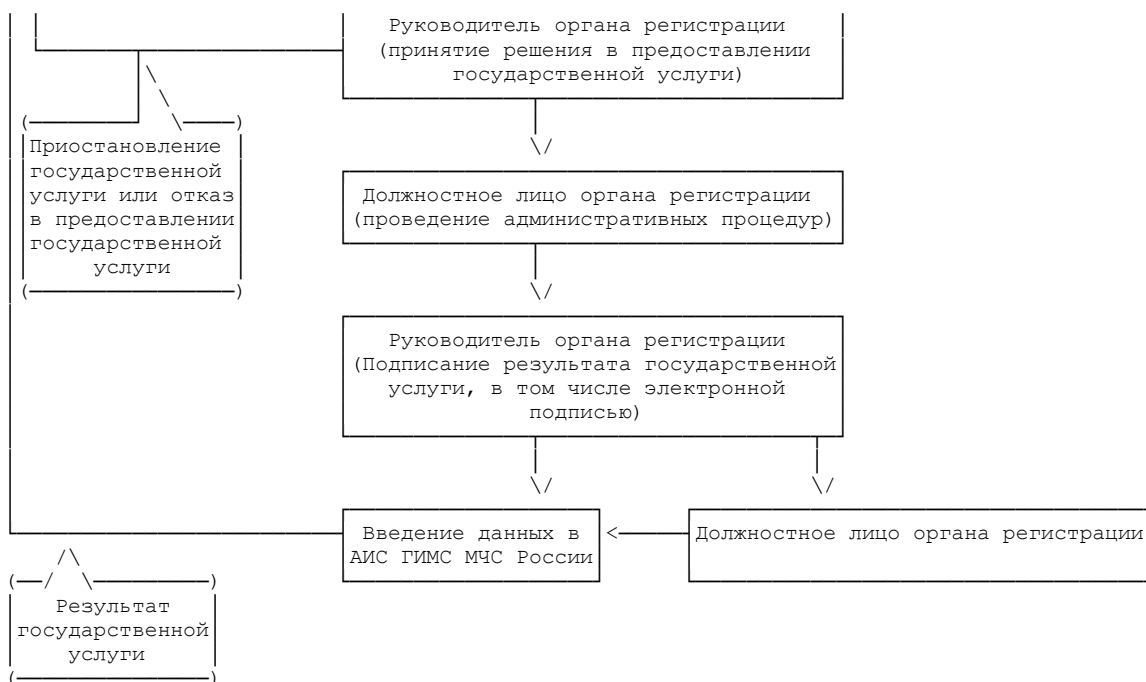 Руководитель органа регистрации
(принятие решения в предоставлении
государственной услуги)
Приостановление
государственной
услуги или отказ
в предоставлении
государственной
услуги
Должностное лицо органа регистрации
(проведение административных процедур)
Руководитель органа регистрации
(Подписание результата государственной
услуги, в том числе электронной
подписью)
Введение данных в
АИС ГИМС МЧС России
Должностное лицо органа регистрации
Результат
государственной
услуги